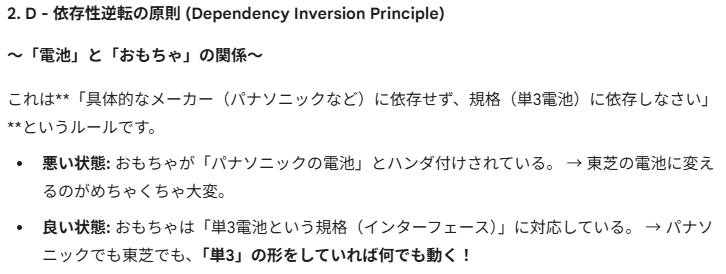 2. D - 依存性逆転の原則 (Dependency Inversion Principle)
～「電池」と「おもちゃ」の関係～
これは**「具体的なメーカー（パナソニックなど）に依存せず、規格（単3電池）に依存しなさい」
**というルールです。
• 悪い状態: おもちゃが「パナソニックの電池」とハンダ付けされている。 → 東芝の電池に変え
るのがめちゃくちゃ大変。
• 良い状態: おもちゃは「単3電池という規格（インターフェース）」に対応している。 → パナソ
ニックでも東芝でも、「単3」の形をしていれば何でも動く！